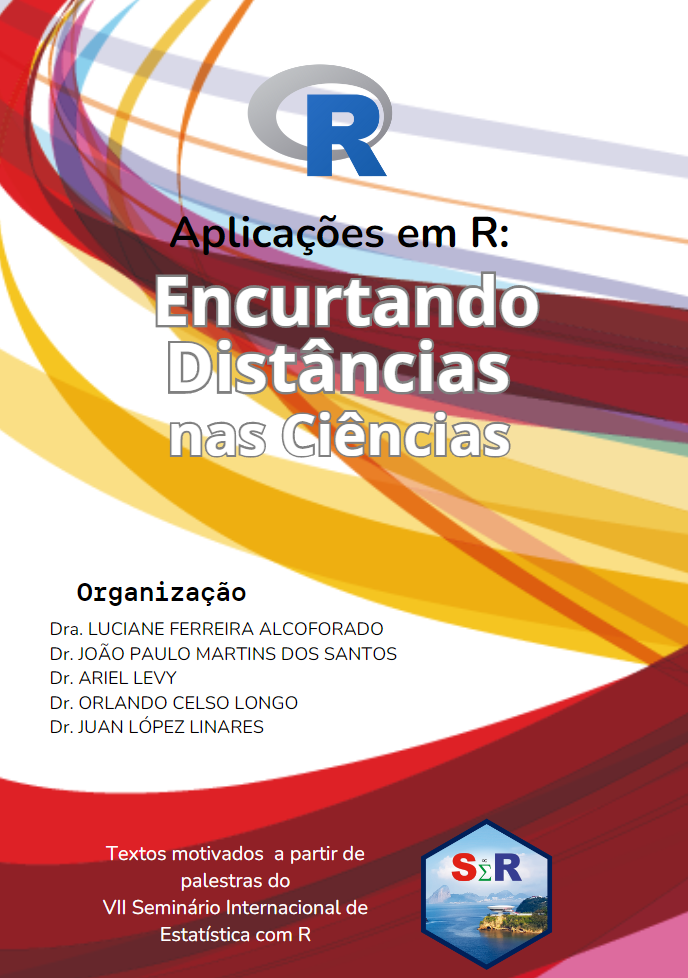 R
Aplicações em R:
Encurtando
Distâncias
nas Ciências
Organização
Dra. LUCIANE FERREIRA ALCOFORADO
Dr. JOÃO PAULO MARTINS DOS SANTOS
Dr. ARIEL LEVY
Dr. ORLANDO CELSO LONGO
Dr. JUAN LÓPEZ LINARES
Textos motivados a partir de
palestras do
VII Seminário Internacional de
Estatística com R
SΣR